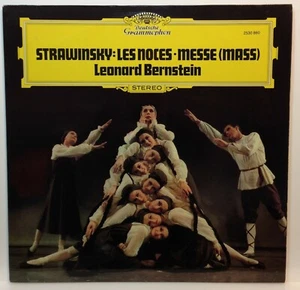 Deutsche
Grammophon
STRAWINSKY: LES NOCES · MESSE (MASS)
Leonard Bernstein
STEREO